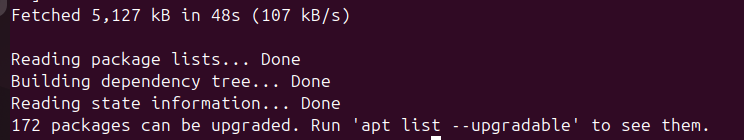 Fetched 5,127 kB in 48s (107 kB/s)
Reading package lists... Done
Building dependency tree... Done
Reading state information... Done
172 packages can be upgraded. Run 'apt list --upgradable' to see them.